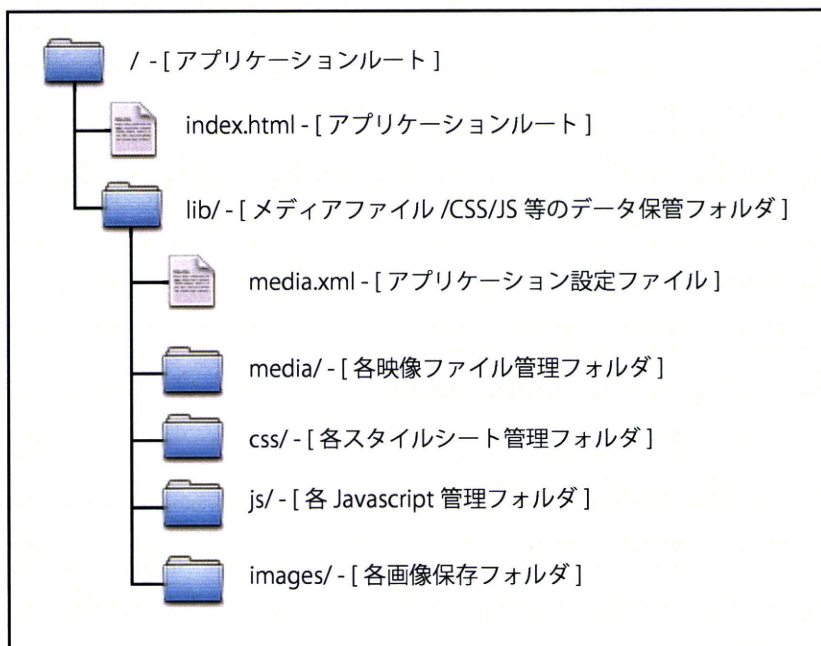 / - [ アプリケーションルート ]
index.html - [ アプリケーションルート ]
lib/ - [ メディアファイル /CSS/JS 等のデータ保管フォルダ ]
media.xml - [ アプリケーション設定ファイル ]
media/ - [ 各映像ファイル管理フォルダ ]
css/ - [ 各スタイルシート管理フォルダ ]
js/ - [ 各 Javascript 管理フォルダ ]
images/ - [ 各画像保存フォルダ ]